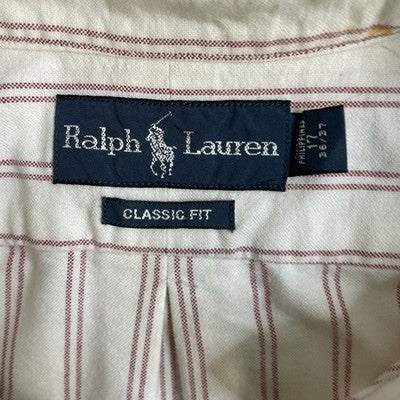 Ralph Lauren
CLASSIC FIT
PHILIPPINES
17
36/37